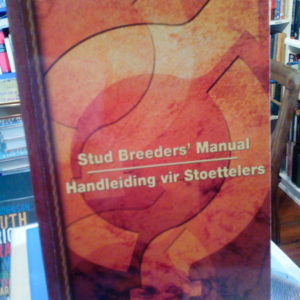 Stud Breeders' Manual
Handleiding vir Stoettelers